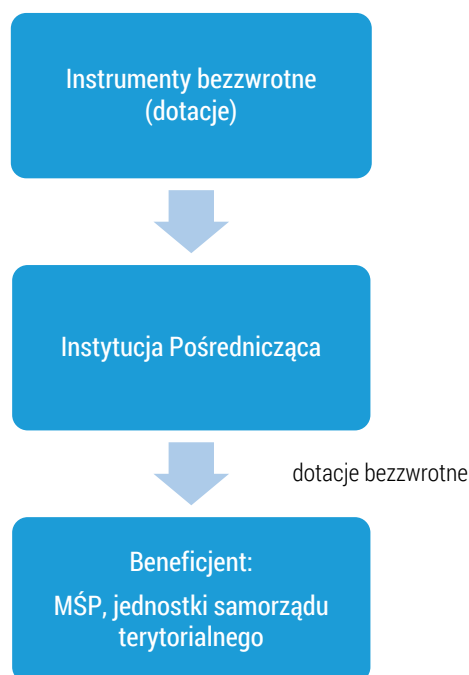 Instrumenty bezzwrotne
(dotacje)
Instytucja Pośrednicząca
dotacje bezzwrotne
Beneficjent:
MŚP, jednostki samorządu
terytorialnego